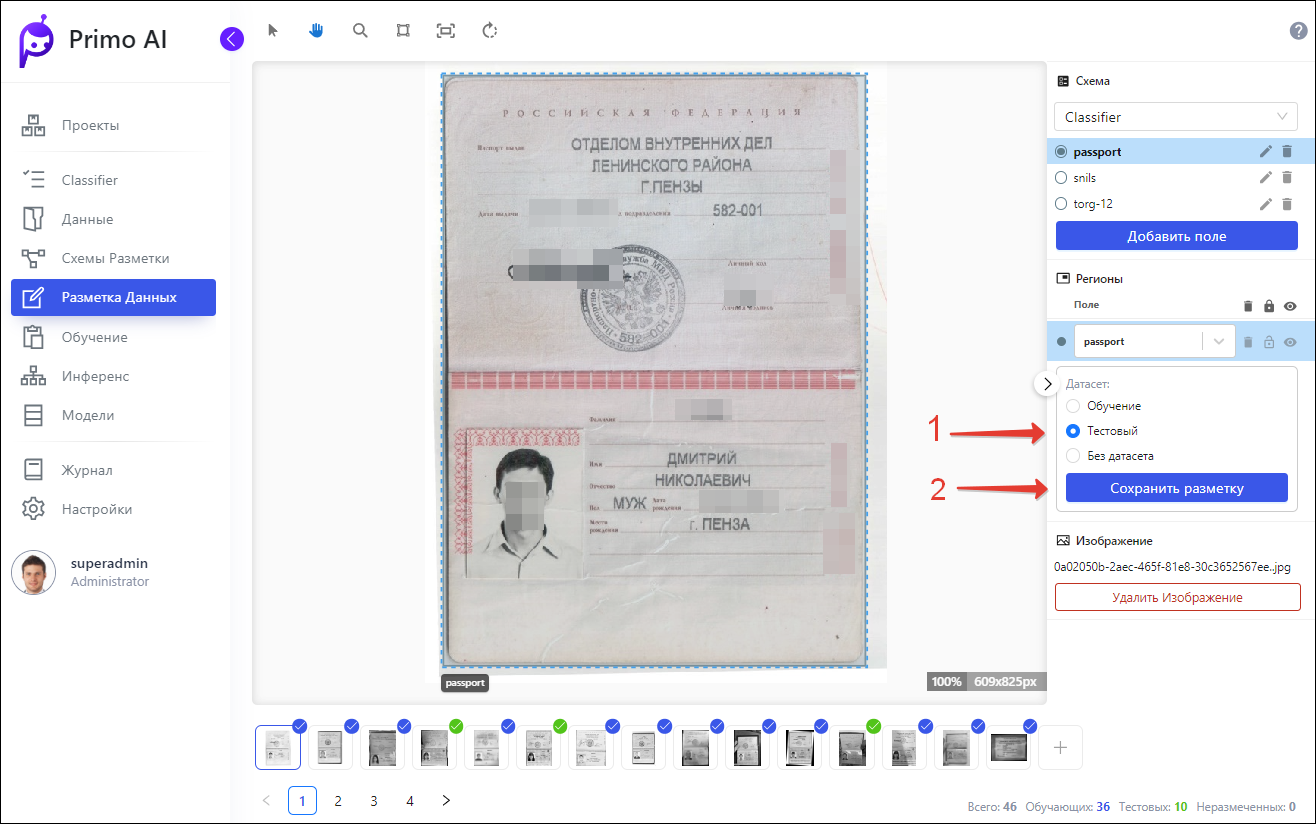 Primo AI
Проекты
Classifier
Данные
Схемы Разметки
Разметка Данных
Обучение
Инференс
Модели
Журнал
Настройки
superadmin
Administrator
РОССИЙСКАЯ ФЕДЕРАЦИЯ
Паспорт выдан
ОТДЕЛОМ ВНУТРЕННИХ ДЕЛ
ЛЕНИНСКОГО РАЙОНА
Г.ПЕНЗЫ
Дата выдачи
подразделения
582-001
Личный код
Личная подпись
582-001
Фамилия
Имя
ДМИТРИЙ
Отчество
НИКОЛАЕВИЧ
Пол
МУЖ
Дата рождения
Место рождения
г. ПЕНЗА
passport
100%
609x825px
Схема
Classifier
passport
snils
torg-12
Добавить поле
Регионы
Поле
passport
Датасет:
Обучение
1
Тестовый
Без датасета
2
Сохранить разметку
Изображение
0a02050b-2aec-465f-81e8-30c3652567ee..jpg
Удалить Изображение
1
2
3
4
Всего: 46 Обучающих: 36 Тестовых: 10 Неразмеченных: 0